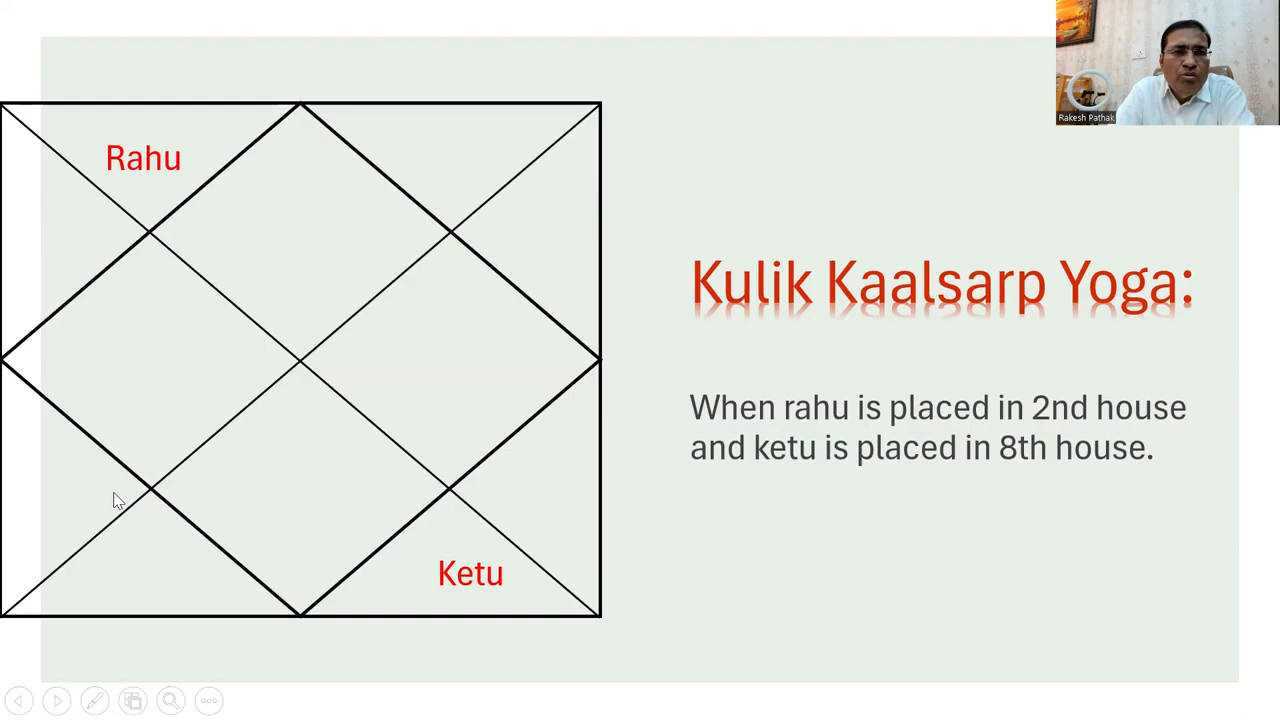 Rakesh Pathak
Rahu
Kulik Kaalsarp Yoga:
When rahu is placed in 2nd house
and ketu is placed in 8th house.
Ketu